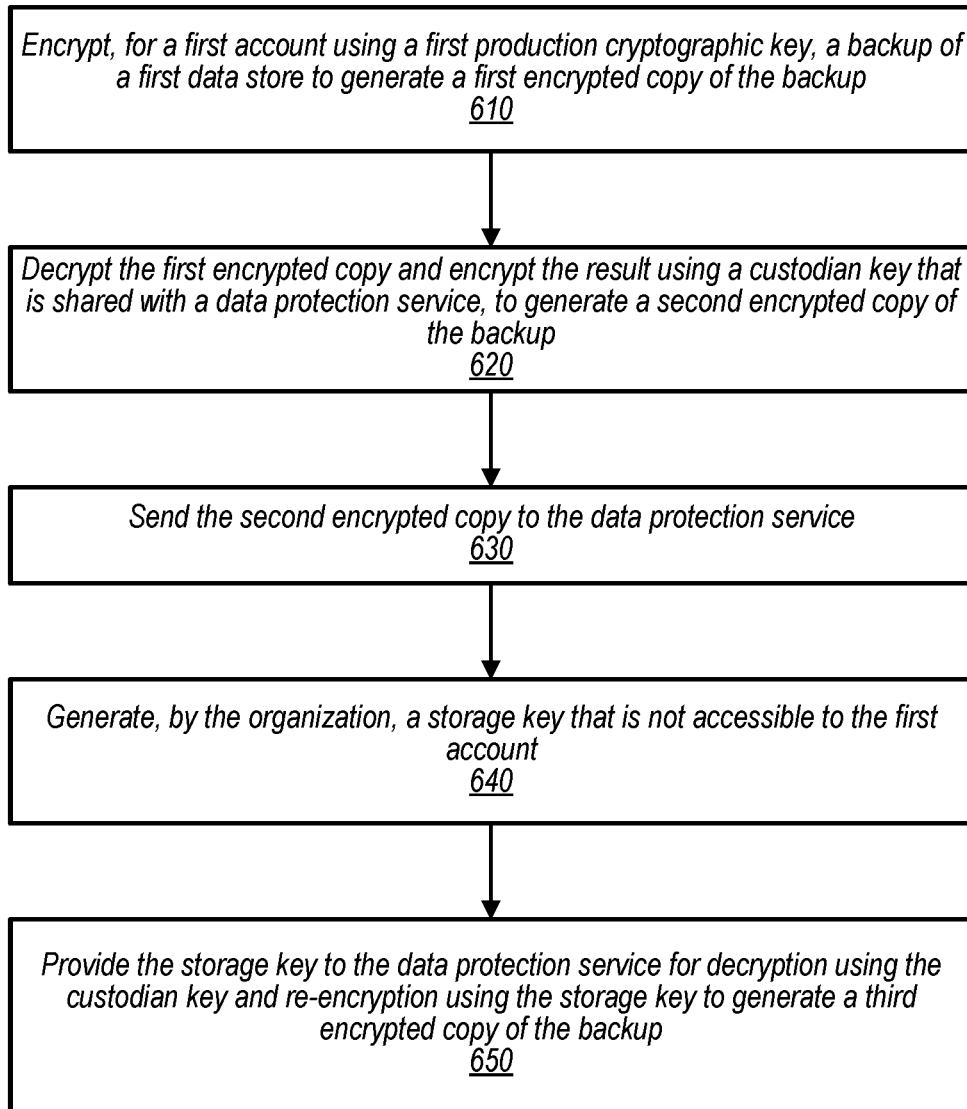 Encrypt, for a first account using a first production cryptographic key, a backup of
a first data store to generate a first encrypted copy of the backup
610
Decrypt the first encrypted copy and encrypt the result using a custodian key that
is shared with a data protection service, to generate a second encrypted copy of
the backup
620
Send the second encrypted copy to the data protection service
630
Generate, by the organization, a storage key that is not accessible to the first
account
640
Provide the storage key to the data protection service for decryption using the
custodian key and re-encryption using the storage key to generate a third
encrypted copy of the backup
650